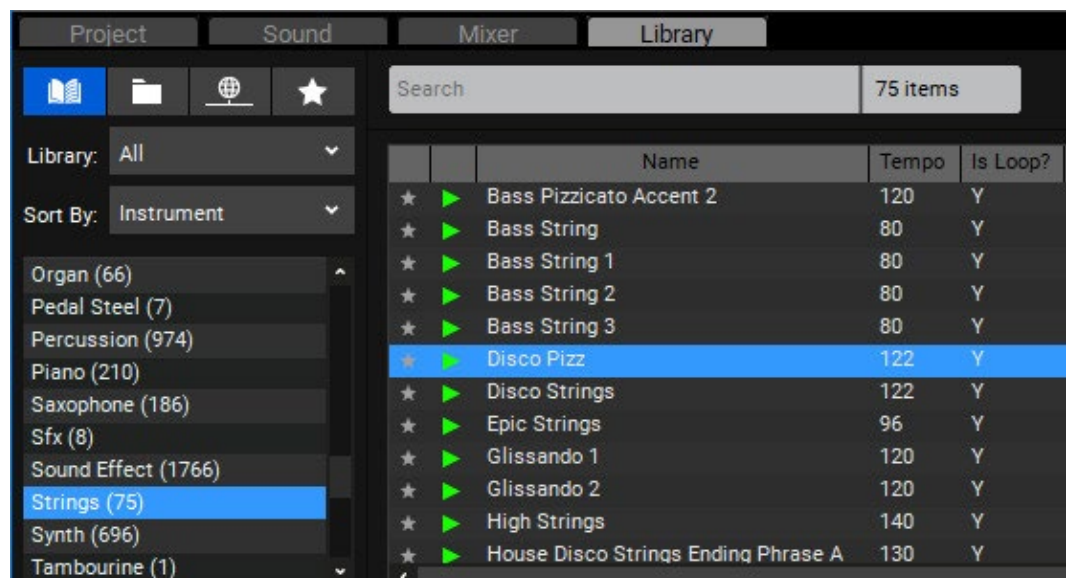 Project Sound Mixer Library
Search 75 items
Library: All
Sort By: Instrument
Organ (66)
Pedal Steel (7)
Percussion (974)
Piano (210)
Saxophone (186)
Sfx (8)
Sound Effect (1766)
Strings (75)
Synth (696)
Tambourine (1)
Name Tempo Is Loop?
Bass Pizzicato Accent 2 120 Y
Bass String 80 Y
Bass String 1 80 Y
Bass String 2 80 Y
Bass String 3 80 Y
Disco Pizz 122 Y
Disco Strings 122 Y
Epic Strings 96 Y
Glissando 1 120 Y
Glissando 2 120 Y
High Strings 140 Y
House Disco Strings Ending Phrase A 130 Y